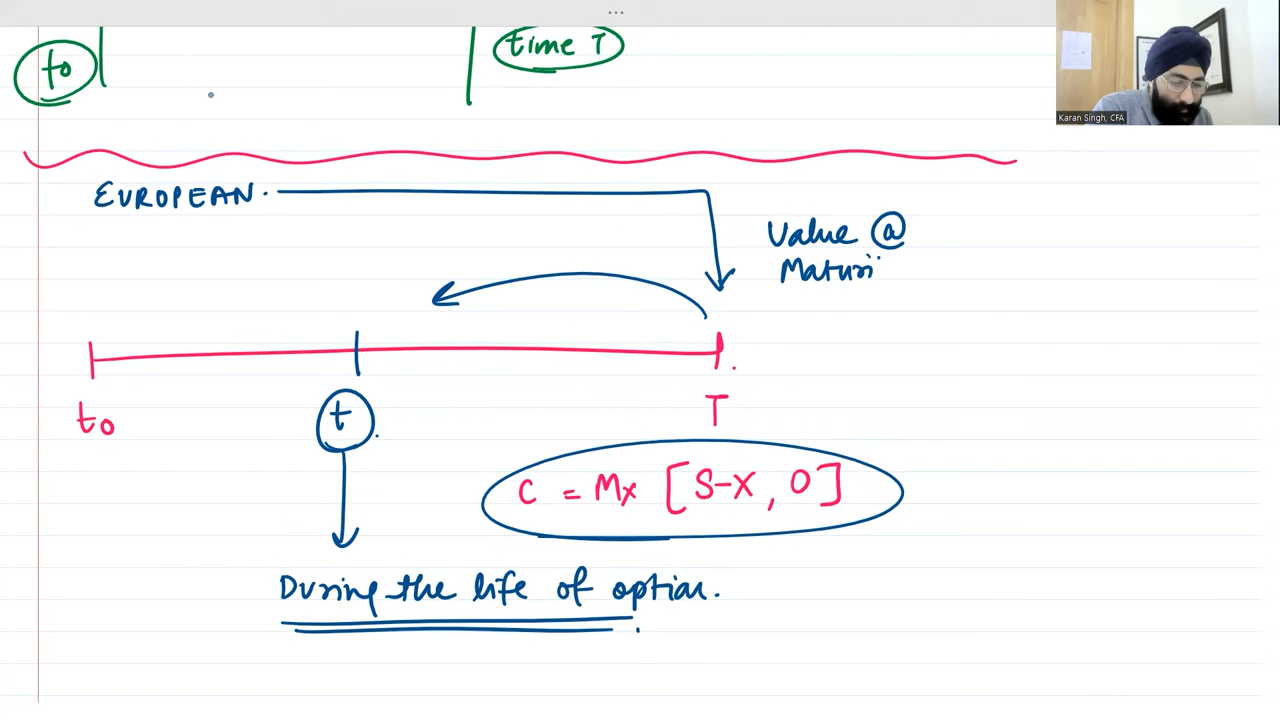 to
time T
Karan Singh, CFA
EUROPEAN.
Value @
Maturi
to
t
T
C = Mx [S-X, 0]
During the life of option.